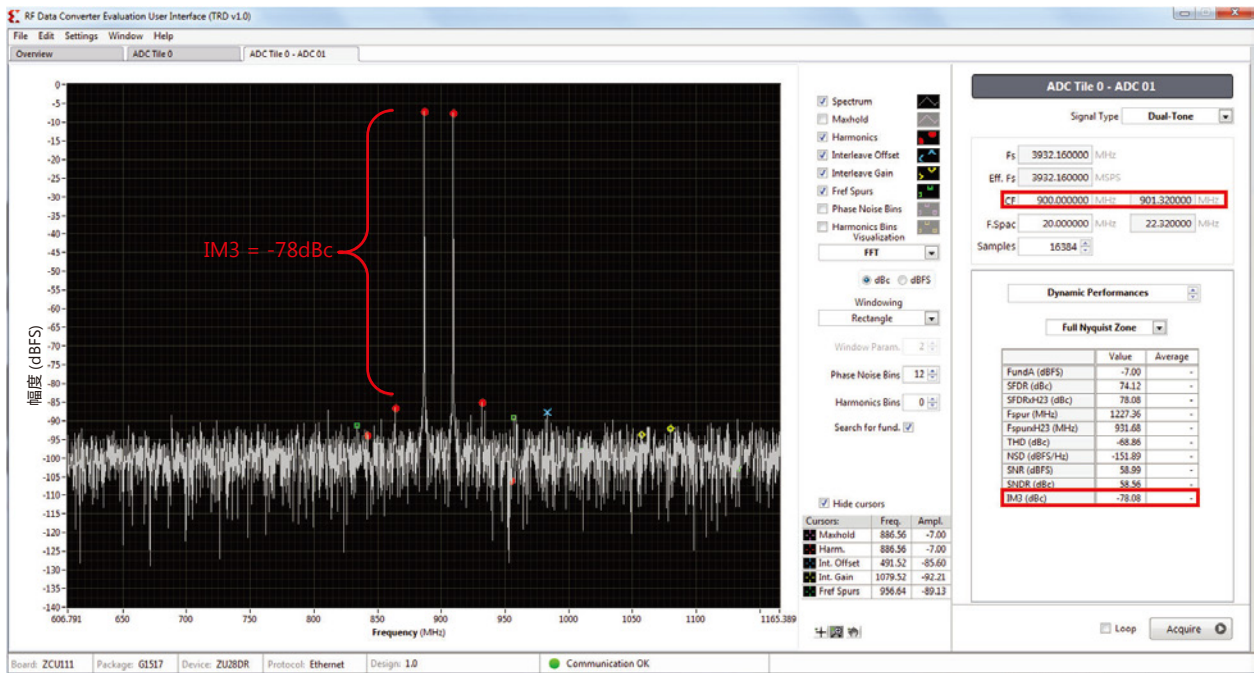 RF Data Converter Evaluation User Interface (TRD v1.0)
File Edit Settings Window Help
Overview ADC Tile 0 ADC Tile 0 - ADC 01
0
-5
-10
-15
-20
-25
-30
-35
-40
-45
-50
-55
-60
-65
-70
-75
-80
-85
-90
-95
-100
-105
-110
-115
-120
-125
-130
-135
-140
幅度 (dBFS)
IM3 = -78dBc
606.791 650 700 750 800 850 900 950 1000 1050 1100 1165.389
Frequency (MHz)
Spectrum
Maxhold
Harmonics
Interleave Offset
Interleave Gain
Fref Spurs
Phase Noise Bins
Harmonics Bins
Visualization
FFT
dBc dBFS
Windowing
Rectangle
Window Param. 2
Phase Noise Bins 12
Harmonics Bins 0
Search for fund.
Hide cursors
Cursors: Freq. Ampl.
Maxhold 886.56 -7.00
Harm. 886.56 -7.00
Int. Offset 491.52 -85.60
Int. Gain 1079.52 -92.21
Fref Spurs 956.64 -89.13
ADC Tile 0 - ADC 01
Signal Type Dual-Tone
Fs 3932.160000 MHz
Eff. Fs 3932.160000 MSPS
CF 900.000000 MHz 901.320000 MHz
F.Spac 20.000000 MHz 22.320000 MHz
Samples 16384
Dynamic Performances
Full Nyquist Zone
Value Average
FundA (dBFS) -7.00 -
SFDR (dBc) 74.12 -
SFDRxH23 (dBc) 78.08 -
Fspur (MHz) 1227.36 -
FspurxH23 (MHz) 931.68 -
THD (dBc) -68.86 -
NSD (dBFS/Hz) -151.89 -
SNR (dBFS) 58.99 -
SNDR (dBc) 58.56 -
IM3 (dBc) -78.08 -
Loop Acquire
Board: ZCU111 Package: G1517 Device: ZU28DR Protocol: Ethernet Design: 1.0 Communication OK